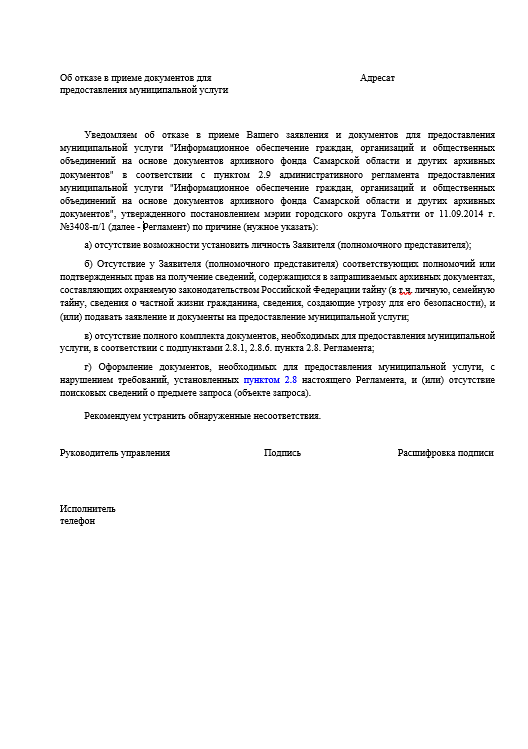 Об отказе в приеме документов для Адресат
предоставления муниципальной услуги
Уведомляем об отказе в приеме Вашего заявления и документов для предоставления
муниципальной услуги "Информационное обеспечение граждан, организаций и общественных
объединений на основе документов архивного фонда Самарской области и других архивных
документов" в соответствии с пунктом 2.9 административного регламента предоставления
муниципальной услуги "Информационное обеспечение граждан, организаций и общественных
объединений на основе документов архивного фонда Самарской области и других архивных
документов", утвержденного постановлением мэрии городского округа Тольятти от 11.09.2014 г.
№3408-п/1 (далее - Регламент) по причине (нужное указать):
а) отсутствие возможности установить личность Заявителя (полномочного представителя);
б) Отсутствие у Заявителя (полномочного представителя) соответствующих полномочий или
подтвержденных прав на получение сведений, содержащихся в запрашиваемых архивных документах,
составляющих охраняемую законодательством Российской Федерации тайну (в т.ч. личную, семейную
тайну, сведения о частной жизни гражданина, сведения, создающие угрозу для его безопасности), и
(или) подавать заявление и документы на предоставление муниципальной услуги;
в) отсутствие полного комплекта документов, необходимых для предоставления муниципальной
услуги, в соответствии с подпунктами 2.8.1, 2.8.6. пункта 2.8. Регламента;
г) Оформление документов, необходимых для предоставления муниципальной услуги, с
нарушением требований, установленных пунктом 2.8 настоящего Регламента, и (или) отсутствие
поисковых сведений о предмете запроса (объекте запроса).
Рекомендуем устранить обнаруженные несоответствия.
Руководитель управления Подпись Расшифровка подписи
Исполнитель
телефон